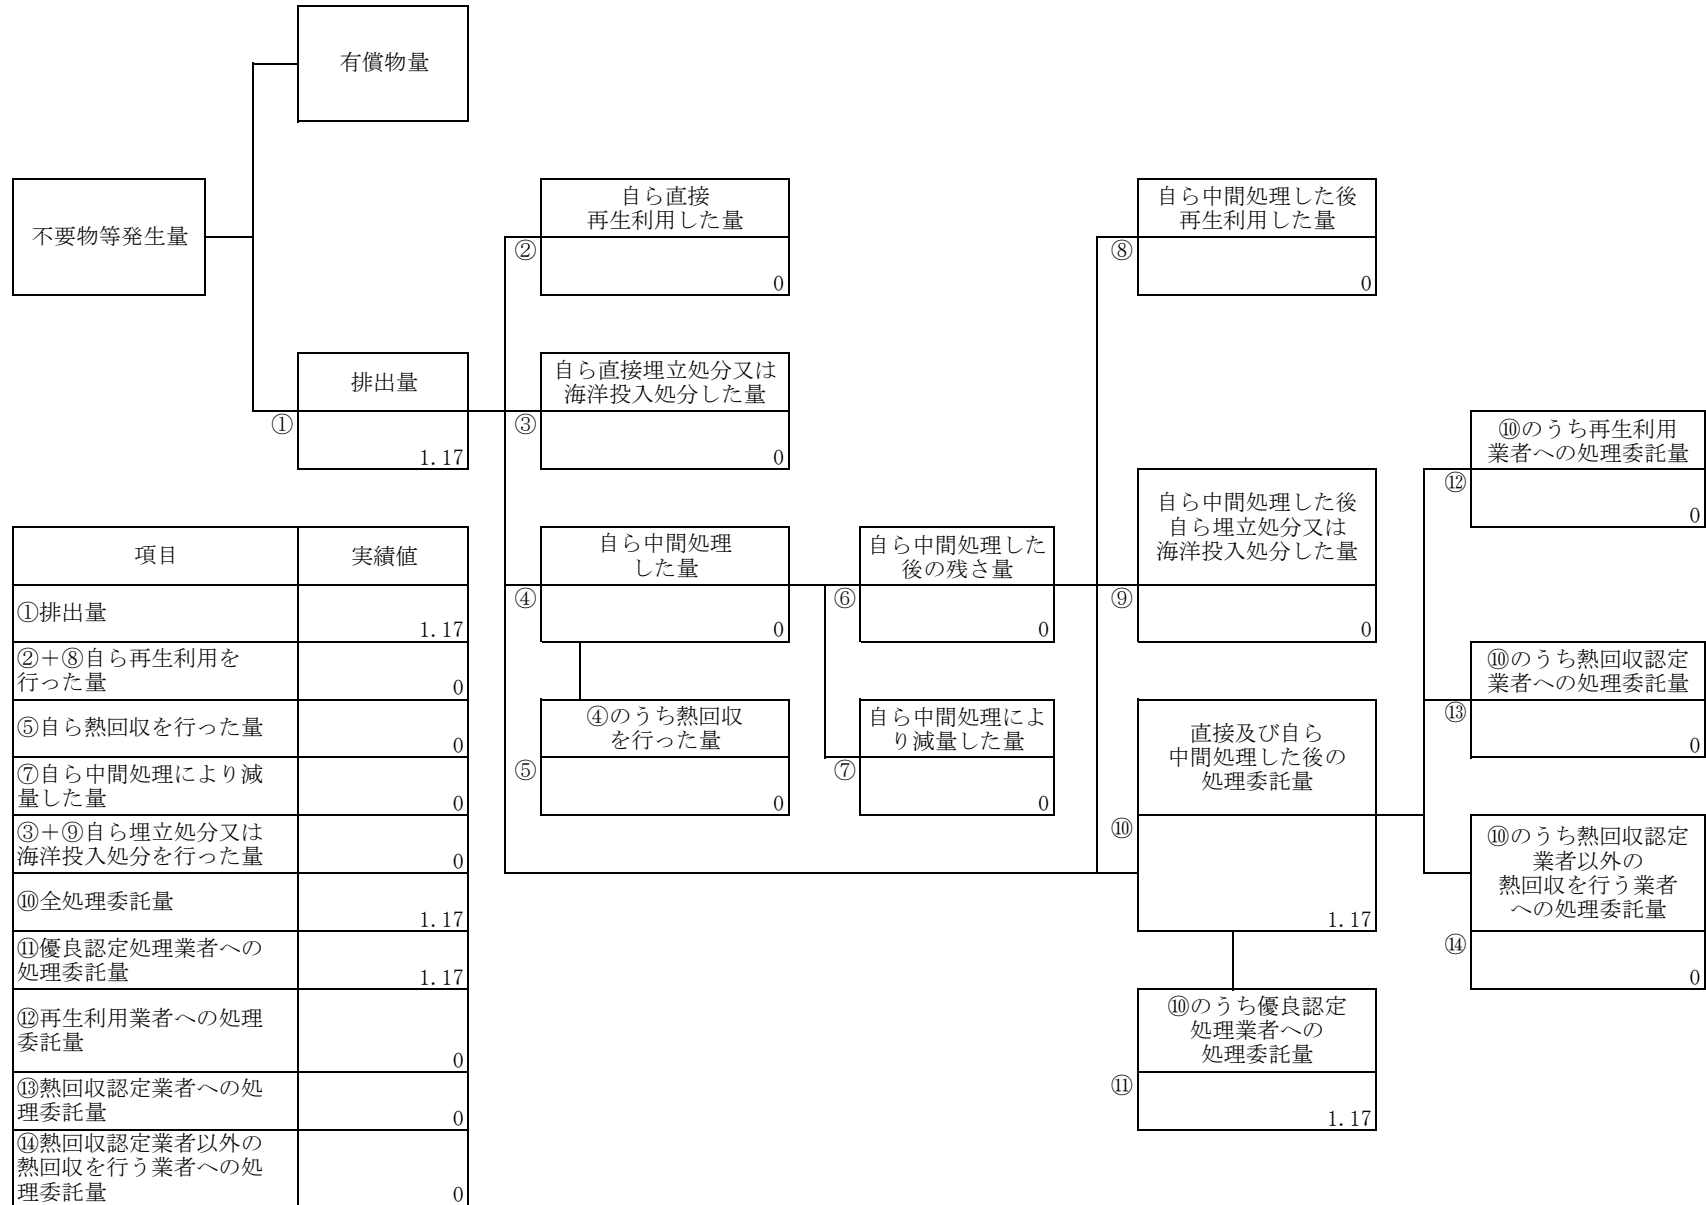 有償物量
不要物等発生量
排出量
①
1.17
自ら直接
再生利用した量
②
0
自ら直接埋立処分又は
海洋投入処分した量
③
0
自ら中間処理
した量
④
0
④のうち熱回収
を行った量
⑤
0
自ら中間処理した
後の残さ量
⑥
0
自ら中間処理によ
り減量した量
⑦
0
自ら中間処理した後
再生利用した量
⑧
0
自ら中間処理した後
自ら埋立処分又は
海洋投入処分した量
⑨
0
直接及び自ら
中間処理した後の
処理委託量
⑩
1.17
⑩のうち優良認定
処理業者への
処理委託量
⑪
1.17
⑩のうち再生利用
業者への処理委託量
⑫
0
⑩のうち熱回収認定
業者への処理委託量
⑬
0
⑩のうち熱回収認定
業者以外の
熱回収を行う業者
への処理委託量
⑭
0
項目 実績値
①排出量 1.17
②＋⑧自ら再生利用を
行った量 0
⑤自ら熱回収を行った量 0
⑦自ら中間処理により減
量した量 0
③＋⑨自ら埋立処分又は
海洋投入処分を行った量 0
⑩全処理委託量 1.17
⑪優良認定処理業者への
処理委託量 1.17
⑫再生利用業者への処理
委託量 0
⑬熱回収認定業者への処
理委託量 0
⑭熱回収認定業者以外の
熱回収を行う業者への処
理委託量 0